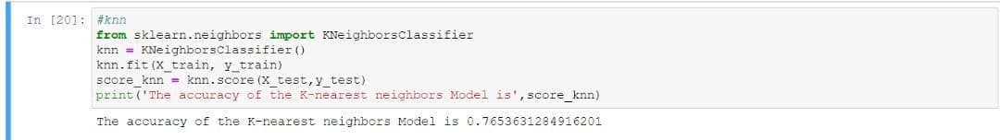 In [20]: #knn
from sklearn.neighbors import KNeighborsClassifier
knn = KNeighborsClassifier()
knn.fit(X_train, y_train)
score_knn = knn.score(X_test,y_test)
print('The accuracy of the K-nearest neighbors Model is',score_knn)
The accuracy of the K-nearest neighbors Model is 0.7653631284916201